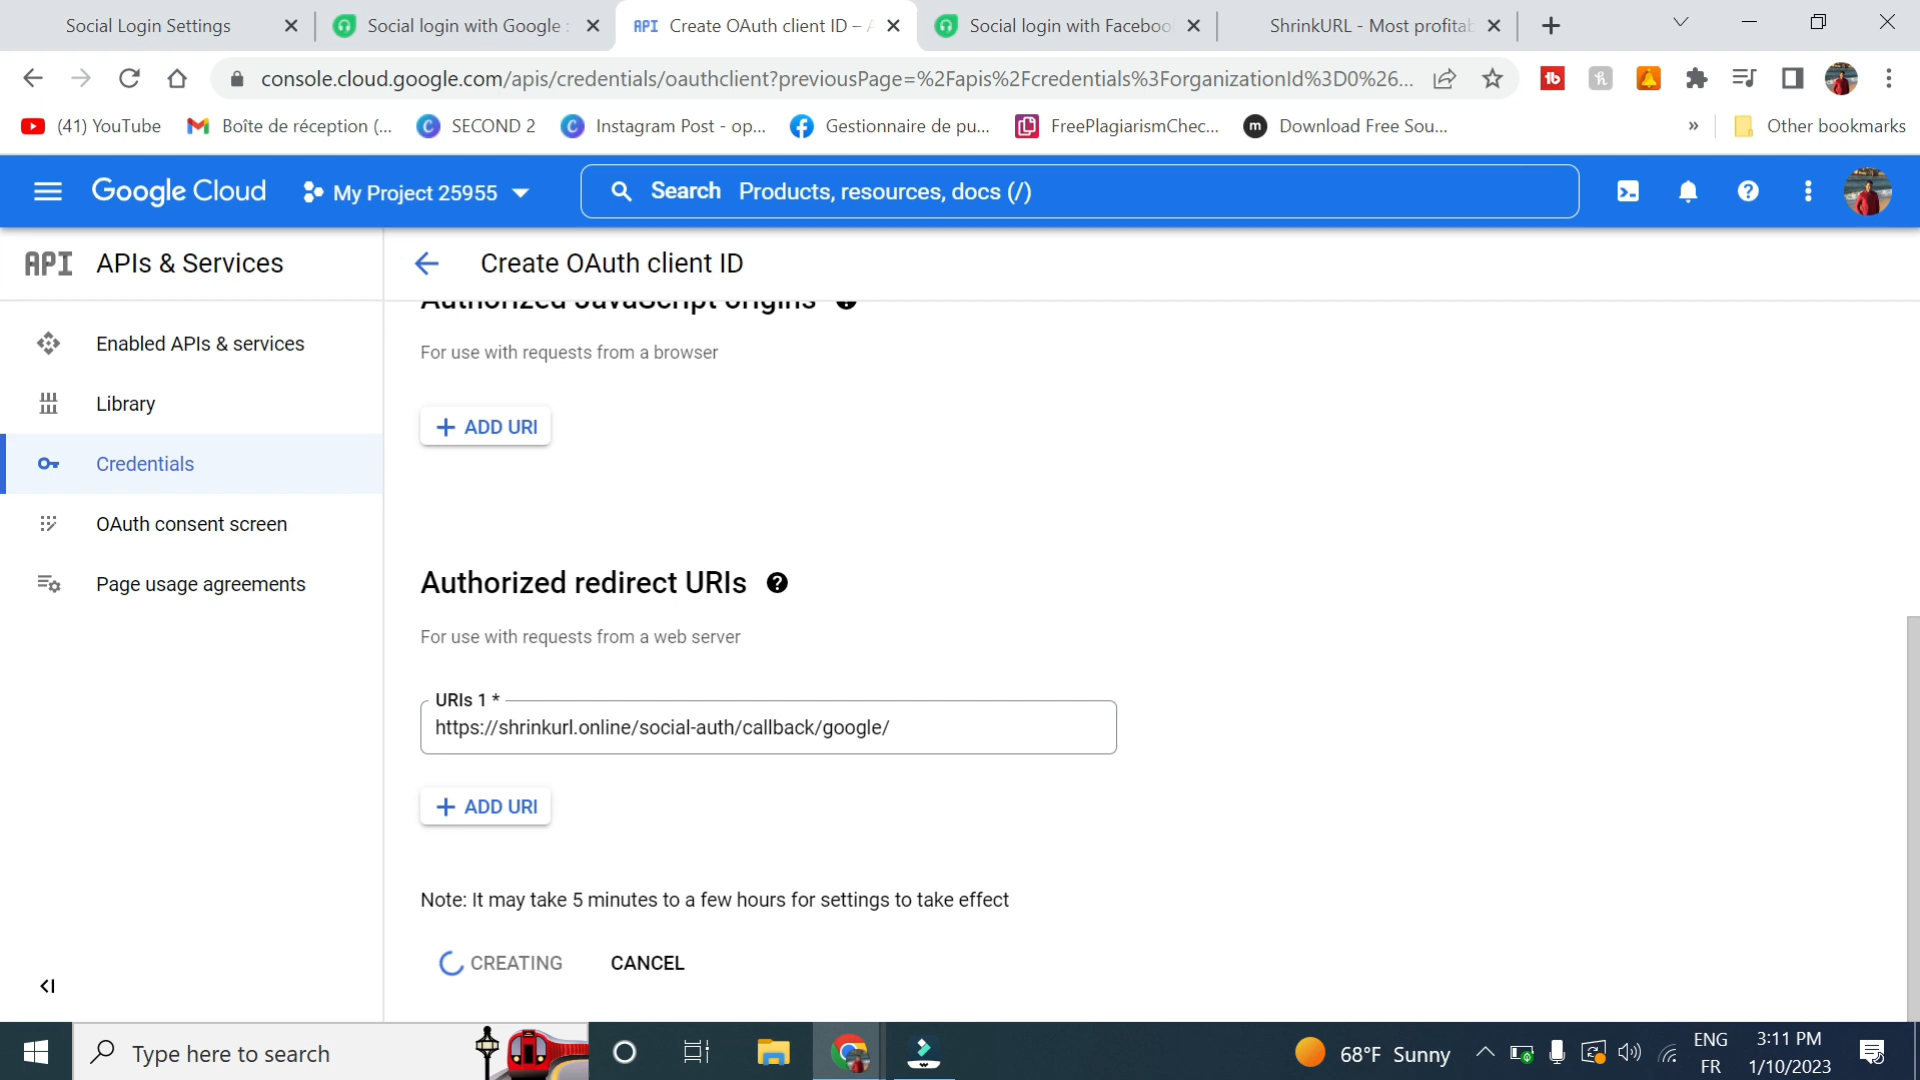 Social Login Settings
Social login with Google :
Create OAuth client ID – A
Social login with Faceboo
ShrinkURL - Most profitab
console.cloud.google.com/apis/credentials/oauthclient?previousPage=%2Fapis%2Fcredentials%3ForganizationId%3D0%26...
(41) YouTube
Boîte de réception (...
SECOND 2
Instagram Post - op...
Gestionnaire de pu...
FreePlagiarismChec...
Download Free Sou...
»
Other bookmarks
Google Cloud
My Project 25955
Search Products, resources, docs (/)
API APIs & Services
Create OAuth client ID
Enabled APIs & services
Library
Credentials
OAuth consent screen
Page usage agreements
Authorized JavaScript origins
For use with requests from a browser
+ ADD URI
Authorized redirect URIs
For use with requests from a web server
URIs 1 *
https://shrinkurl.online/social-auth/callback/google/
+ ADD URI
Note: It may take 5 minutes to a few hours for settings to take effect
CREATING
CANCEL
Type here to search
68°F Sunny
ENG
FR
3:11 PM
1/10/2023